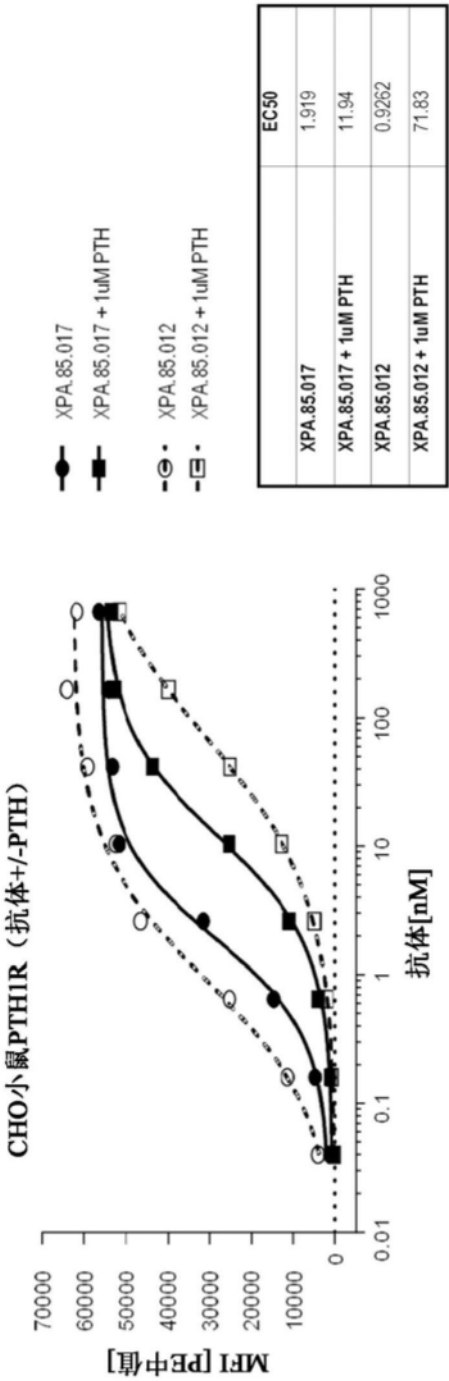 CHO小鼠PTH1R（抗体+/-PTH）
MFI [PE中值]
70000
60000
50000
40000
30000
20000
10000
0
0.01
0.1
1
10
100
1000
抗体[nM]
XPA.85.017
XPA.85.017 + 1uM PTH
XPA.85.012
XPA.85.012 + 1uM PTH
EC50
XPA.85.017 1.919
XPA.85.017 + 1uM PTH 11.94
XPA.85.012 0.9262
XPA.85.012 + 1uM PTH 71.83